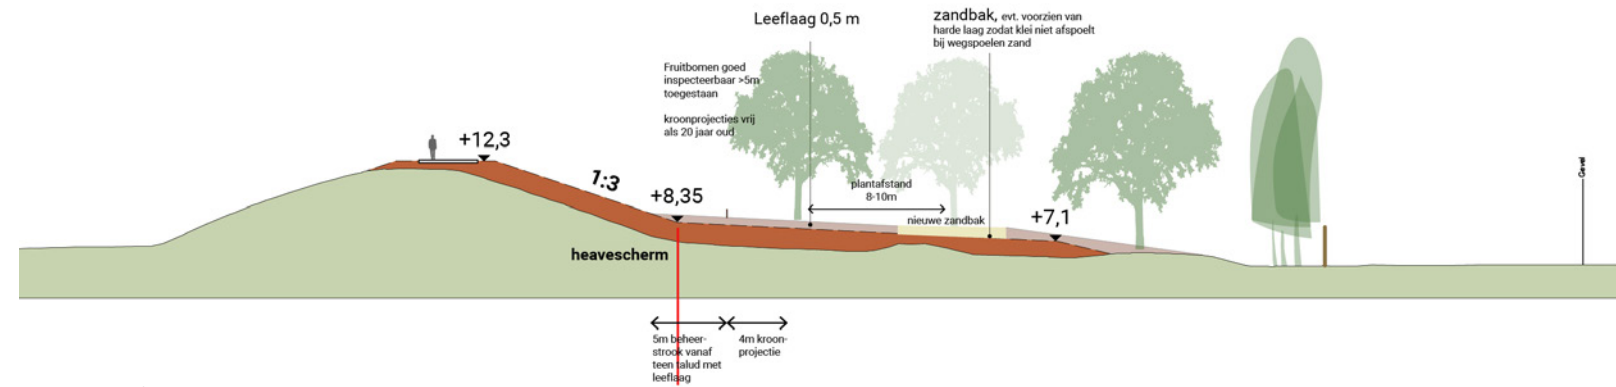 Leeflaag 0,5 m
zandbak, evt. voorzien van
harde laag zodat klei niet afspoelt
bij wegspoelen zand
Fruitbomen goed
inspecteerbaar >5m
toegestaan
kroonprojecties vrij
als 20 jaar oud
+12,3
1:3
+8,35
plantafstand
8-10m
nieuwe zandbak
+7,1
Gevel
heavescherm
5m beheer-
strook vanaf
teen talud met
leeflaag
4m kroon-
projectie